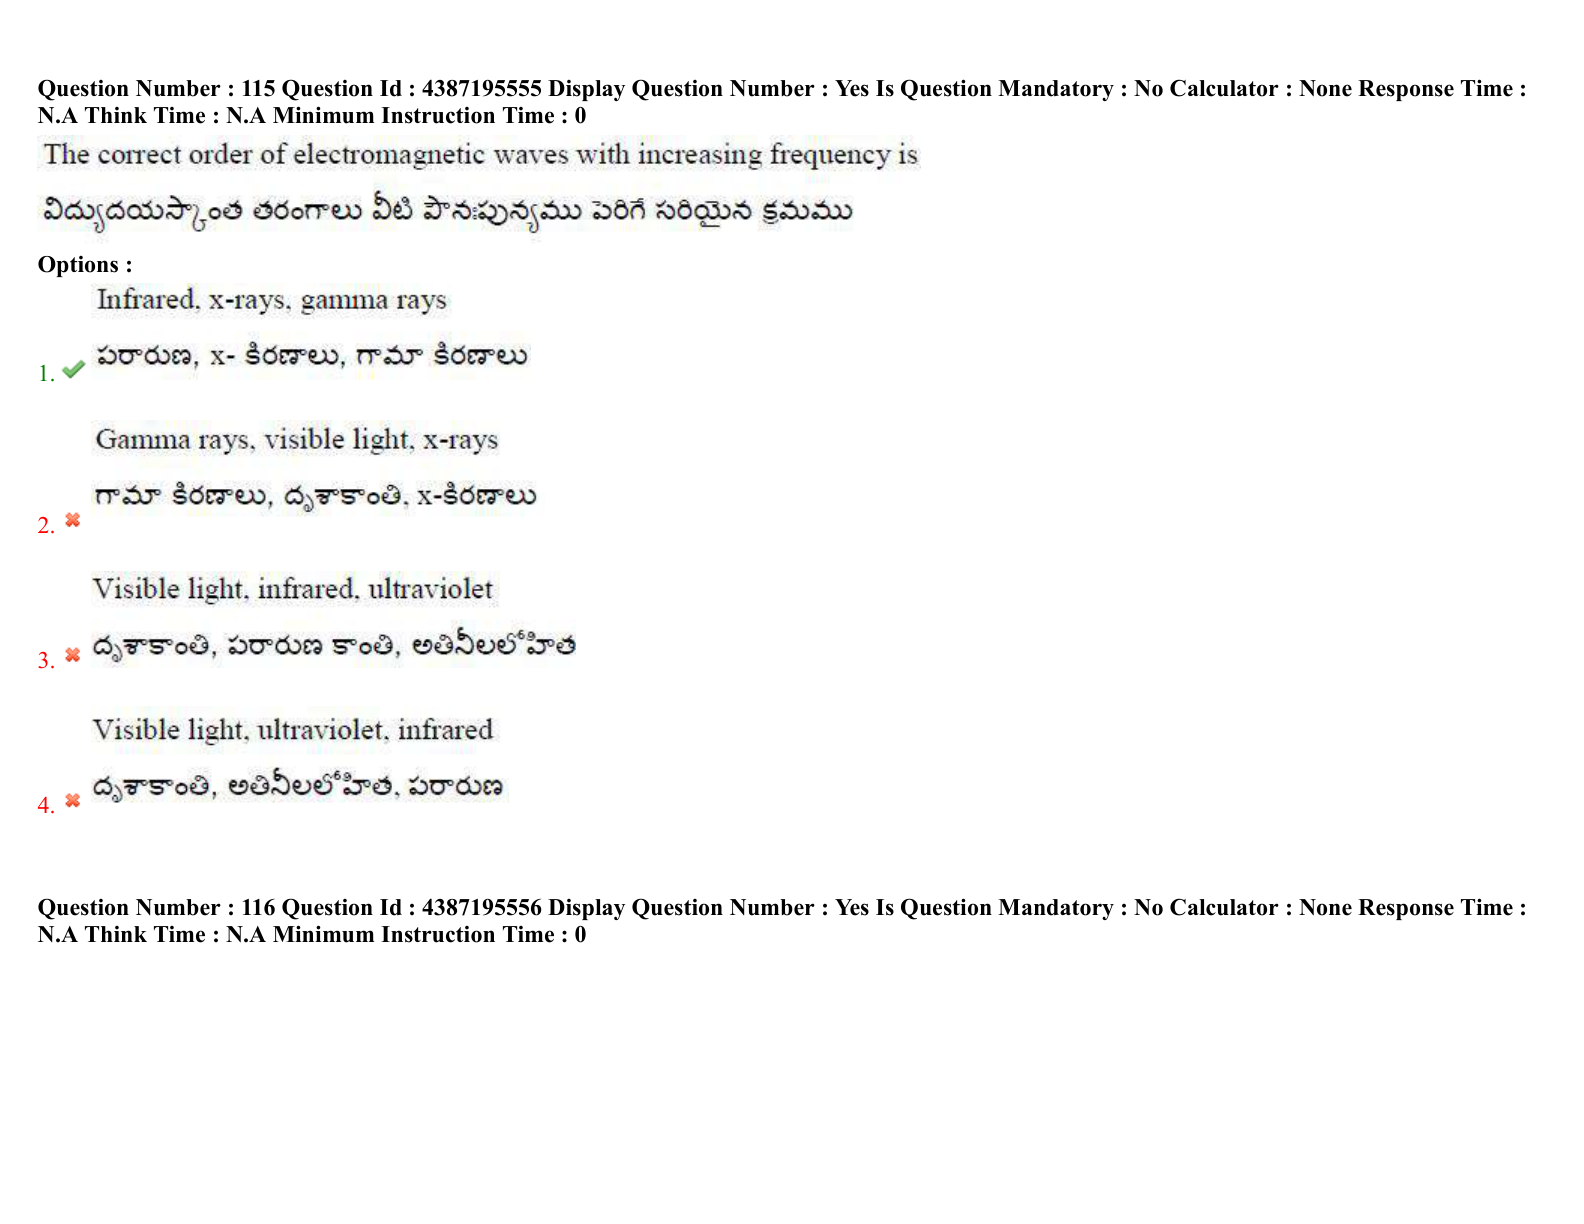 Question Number : 115 Question Id : 4387195555 Display Question Number : Yes Is Question Mandatory : No Calculator : None Response Time :
N.A Think Time : N.A Minimum Instruction Time : 0
The correct order of electromagnetic waves with increasing frequency is
విద్యుదయస్కాంత తరంగాలు వీటి పౌనఃపున్యము పెరిగే సరియైన క్రమము
Options :
Infrared, x-rays, gamma rays
పరారుణ, x- కిరణాలు, గామా కిరణాలు
1.
Gamma rays, visible light, x-rays
గామా కిరణాలు, దృశాకాంతి, x-కిరణాలు
2.
Visible light, infrared, ultraviolet
దృశాకాంతి, పరారుణ కాంతి, అతినీలలోహిత
3.
Visible light, ultraviolet, infrared
దృశాకాంతి, అతినీలలోహిత, పరారుణ
4.
Question Number : 116 Question Id : 4387195556 Display Question Number : Yes Is Question Mandatory : No Calculator : None Response Time :
N.A Think Time : N.A Minimum Instruction Time : 0